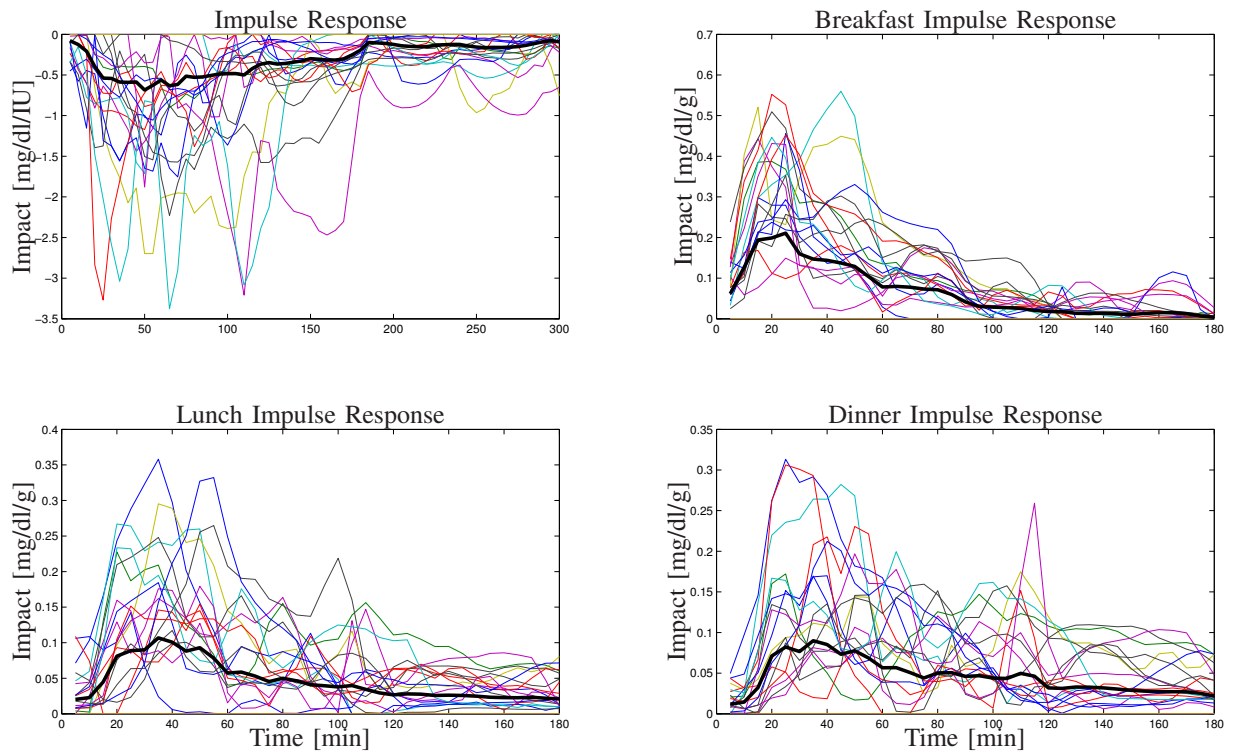 Impulse Response
Breakfast Impulse Response
Impact [mg/dl/IU]
0
−0.5
−1
−1.5
−2
−2.5
−3
−3.5
0 50 100 150 200 250 300
Impact [mg/dl/g]
0.7
0.6
0.5
0.4
0.3
0.2
0.1
0
0 20 40 60 80 100 120 140 160 180
Lunch Impulse Response
Dinner Impulse Response
Impact [mg/dl/g]
0.4
0.35
0.3
0.25
0.2
0.15
0.1
0.05
0
0 20 40 60 80 100 120 140 160 180
Time [min]
Impact [mg/dl/g]
0.35
0.3
0.25
0.2
0.15
0.1
0.05
0
0 20 40 60 80 100 120 140 160 180
Time [min]